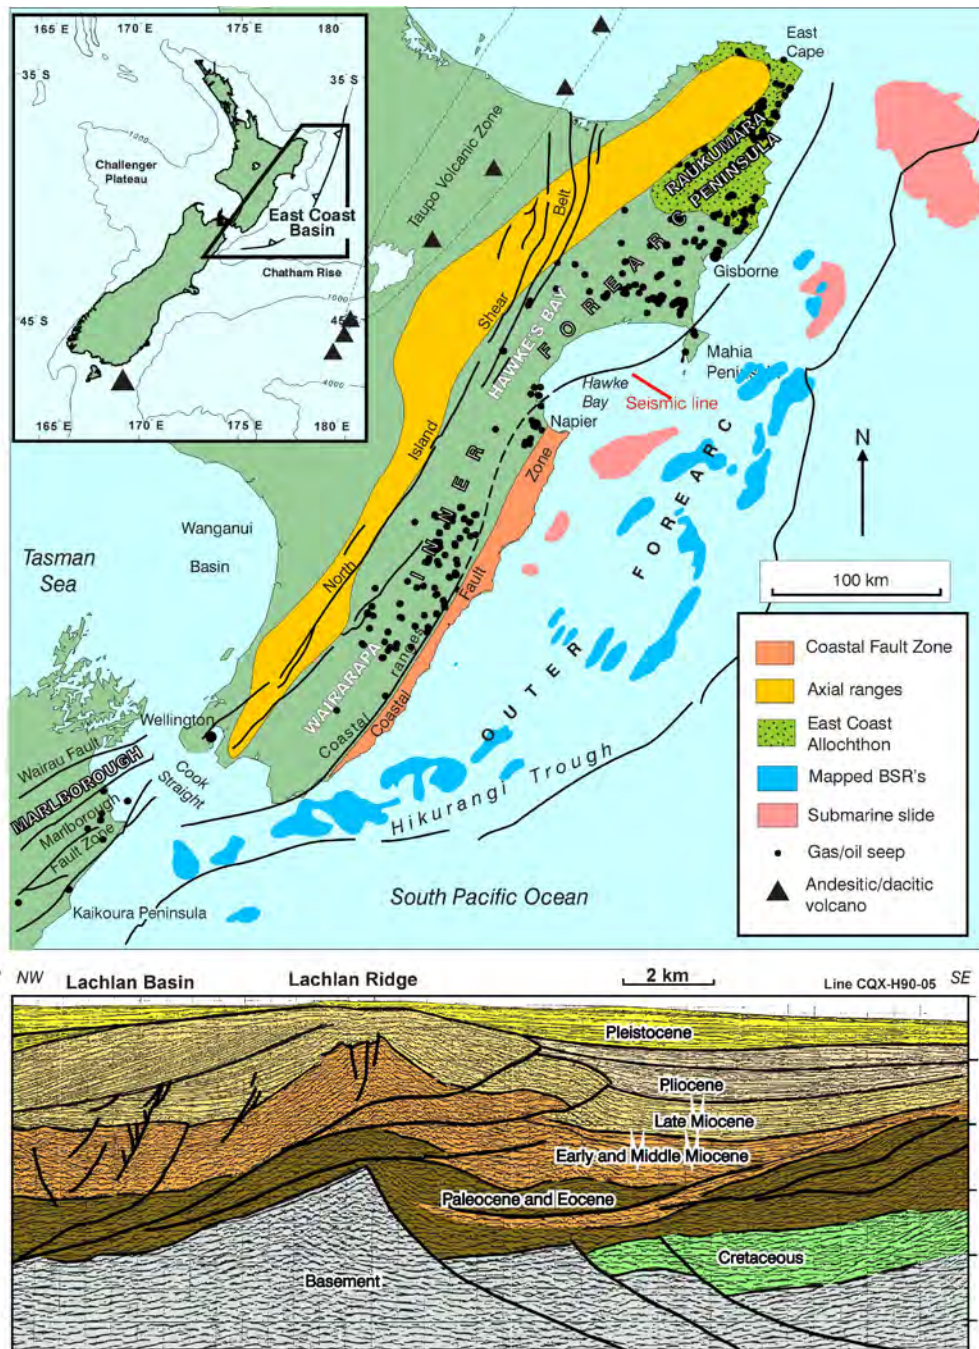 165 E
170 E
175 E
180
35 S
35 S
1000
Challenger
Plateau
East Coast
Basin
Chatham Rise
1000
45 S
45 S
4000
165 E
170 E
175 E
180
East
Cape
Taupo Volcanic Zone
RAUKUMARA
PENINSULA
Belt
Shear
Island
North
HAWKE'S BAY
INNER FOREARC
Gisborne
Mahia
Hawke
Bay
Seismic line
Napier
Zone
Fault
Coastal
ranges
Coastal
WAIRARAPA
OUTER FOREARC
N
100 km
Wanganui
Basin
Tasman
Sea
Wellington
Wairau Fault
MARLBOROUGH
Marlborough
Fault Zone
Cook
Straight
Kaikoura Peninsula
Hikurangi Trough
South Pacific Ocean
Coastal Fault Zone
Axial ranges
East Coast
Allochthon
Mapped BSR's
Submarine slide
Gas/oil seep
Andesitic/dacitic
volcano
NW
Lachlan Basin
Lachlan Ridge
2 km
Line CQX-H90-05
SE
Pleistocene
Pliocene
Late Miocene
Early and Middle Miocene
Paleocene and Eocene
Cretaceous
Basement